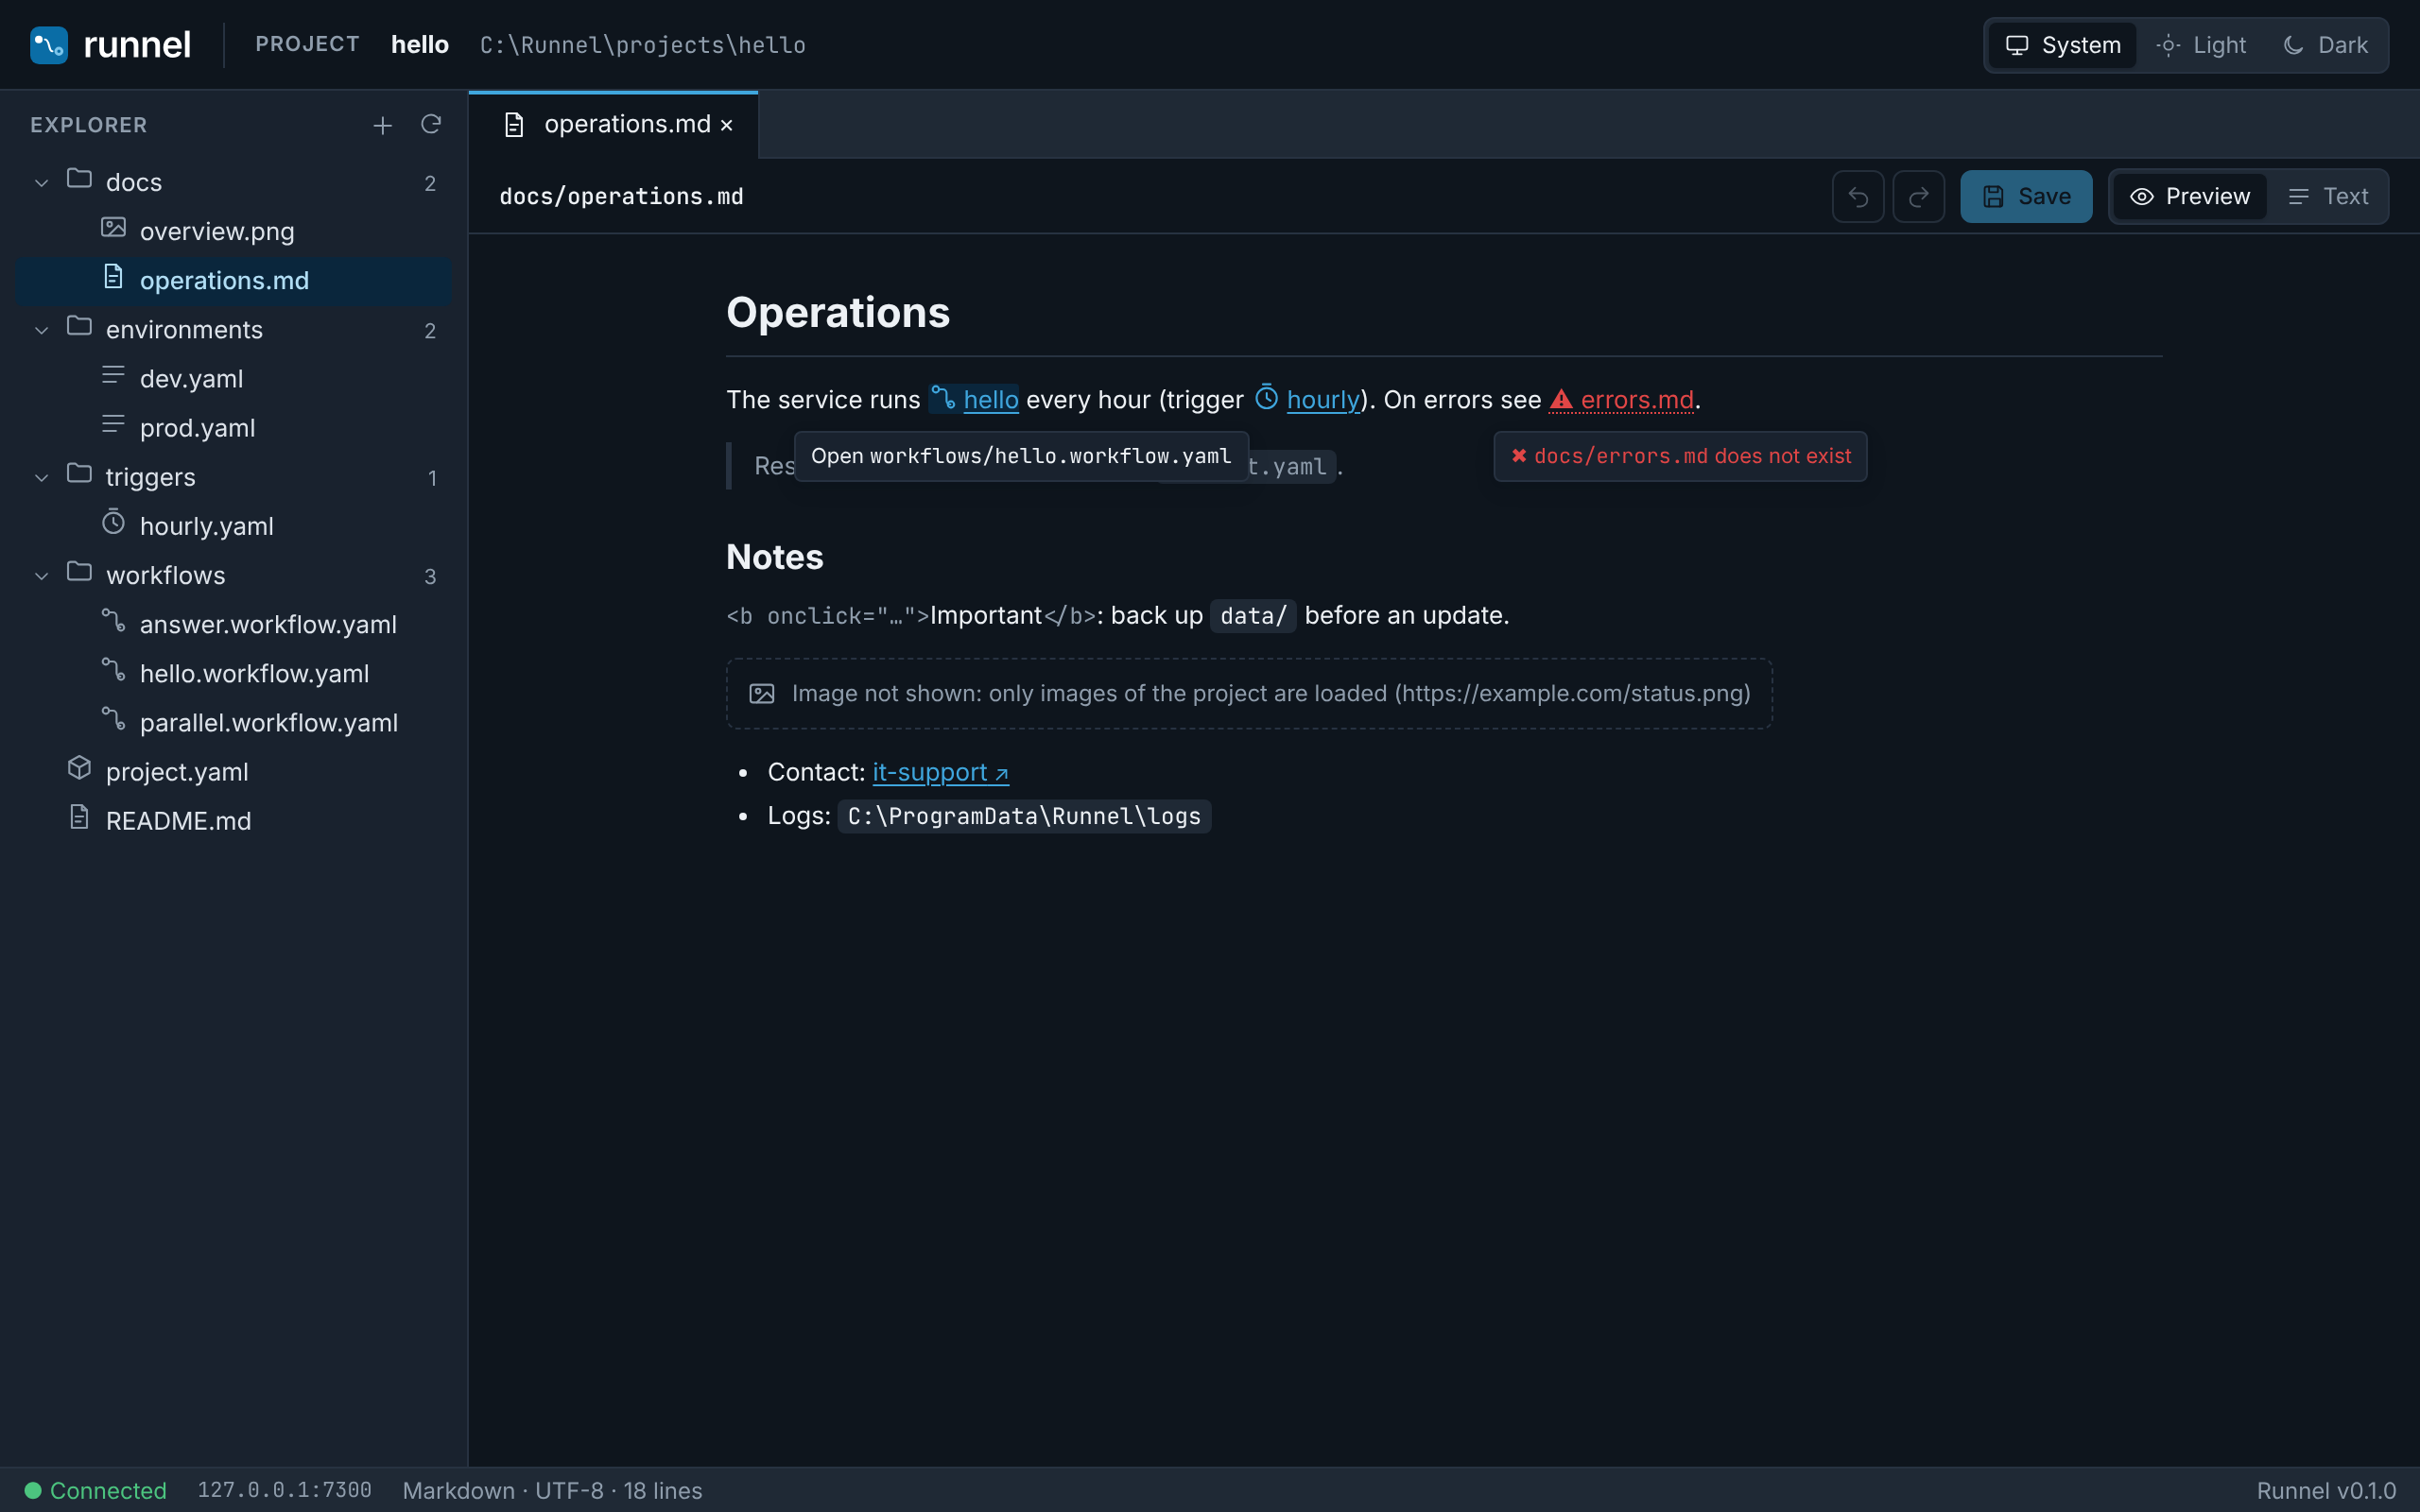 runnel PROJECT hello C:\Runnel\projects\hello System Light Dark
EXPLORER
docs 2
overview.png
operations.md
environments 2
dev.yaml
prod.yaml
triggers 1
hourly.yaml
workflows 3
answer.workflow.yaml
hello.workflow.yaml
parallel.workflow.yaml
project.yaml
README.md
operations.md ×
docs/operations.md Save Preview Text
Operations
The service runs hello every hour (trigger hourly). On errors see errors.md.
Open workflows/hello.workflow.yaml t.yaml. ✖ docs/errors.md does not exist
Notes
<b onclick="…">Important</b>: back up data/ before an update.
Image not shown: only images of the project are loaded (https://example.com/status.png)
• Contact: it-support ↗
• Logs: C:\ProgramData\Runnel\logs
Connected 127.0.0.1:7300 Markdown · UTF-8 · 18 lines Runnel v0.1.0